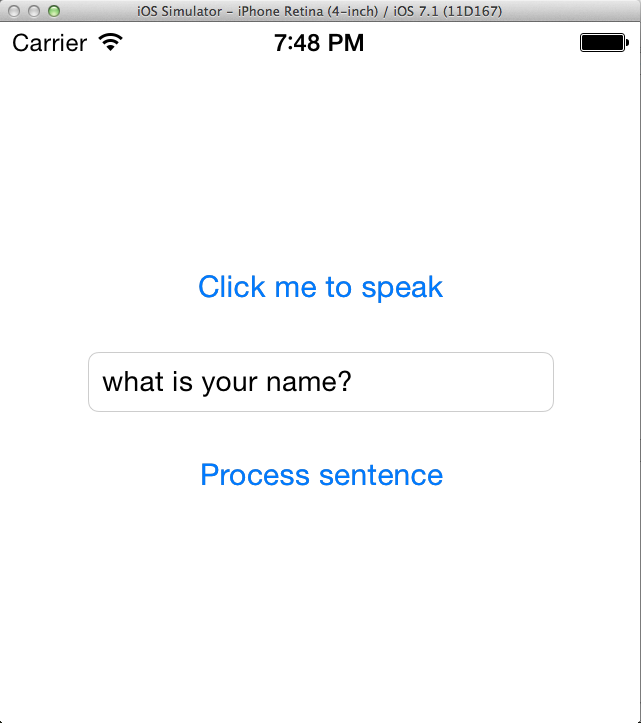 iOS Simulator – iPhone Retina (4-inch) / iOS 7.1 (11D167)
Carrier 7:48 PM
Click me to speak
what is your name?
Process sentence